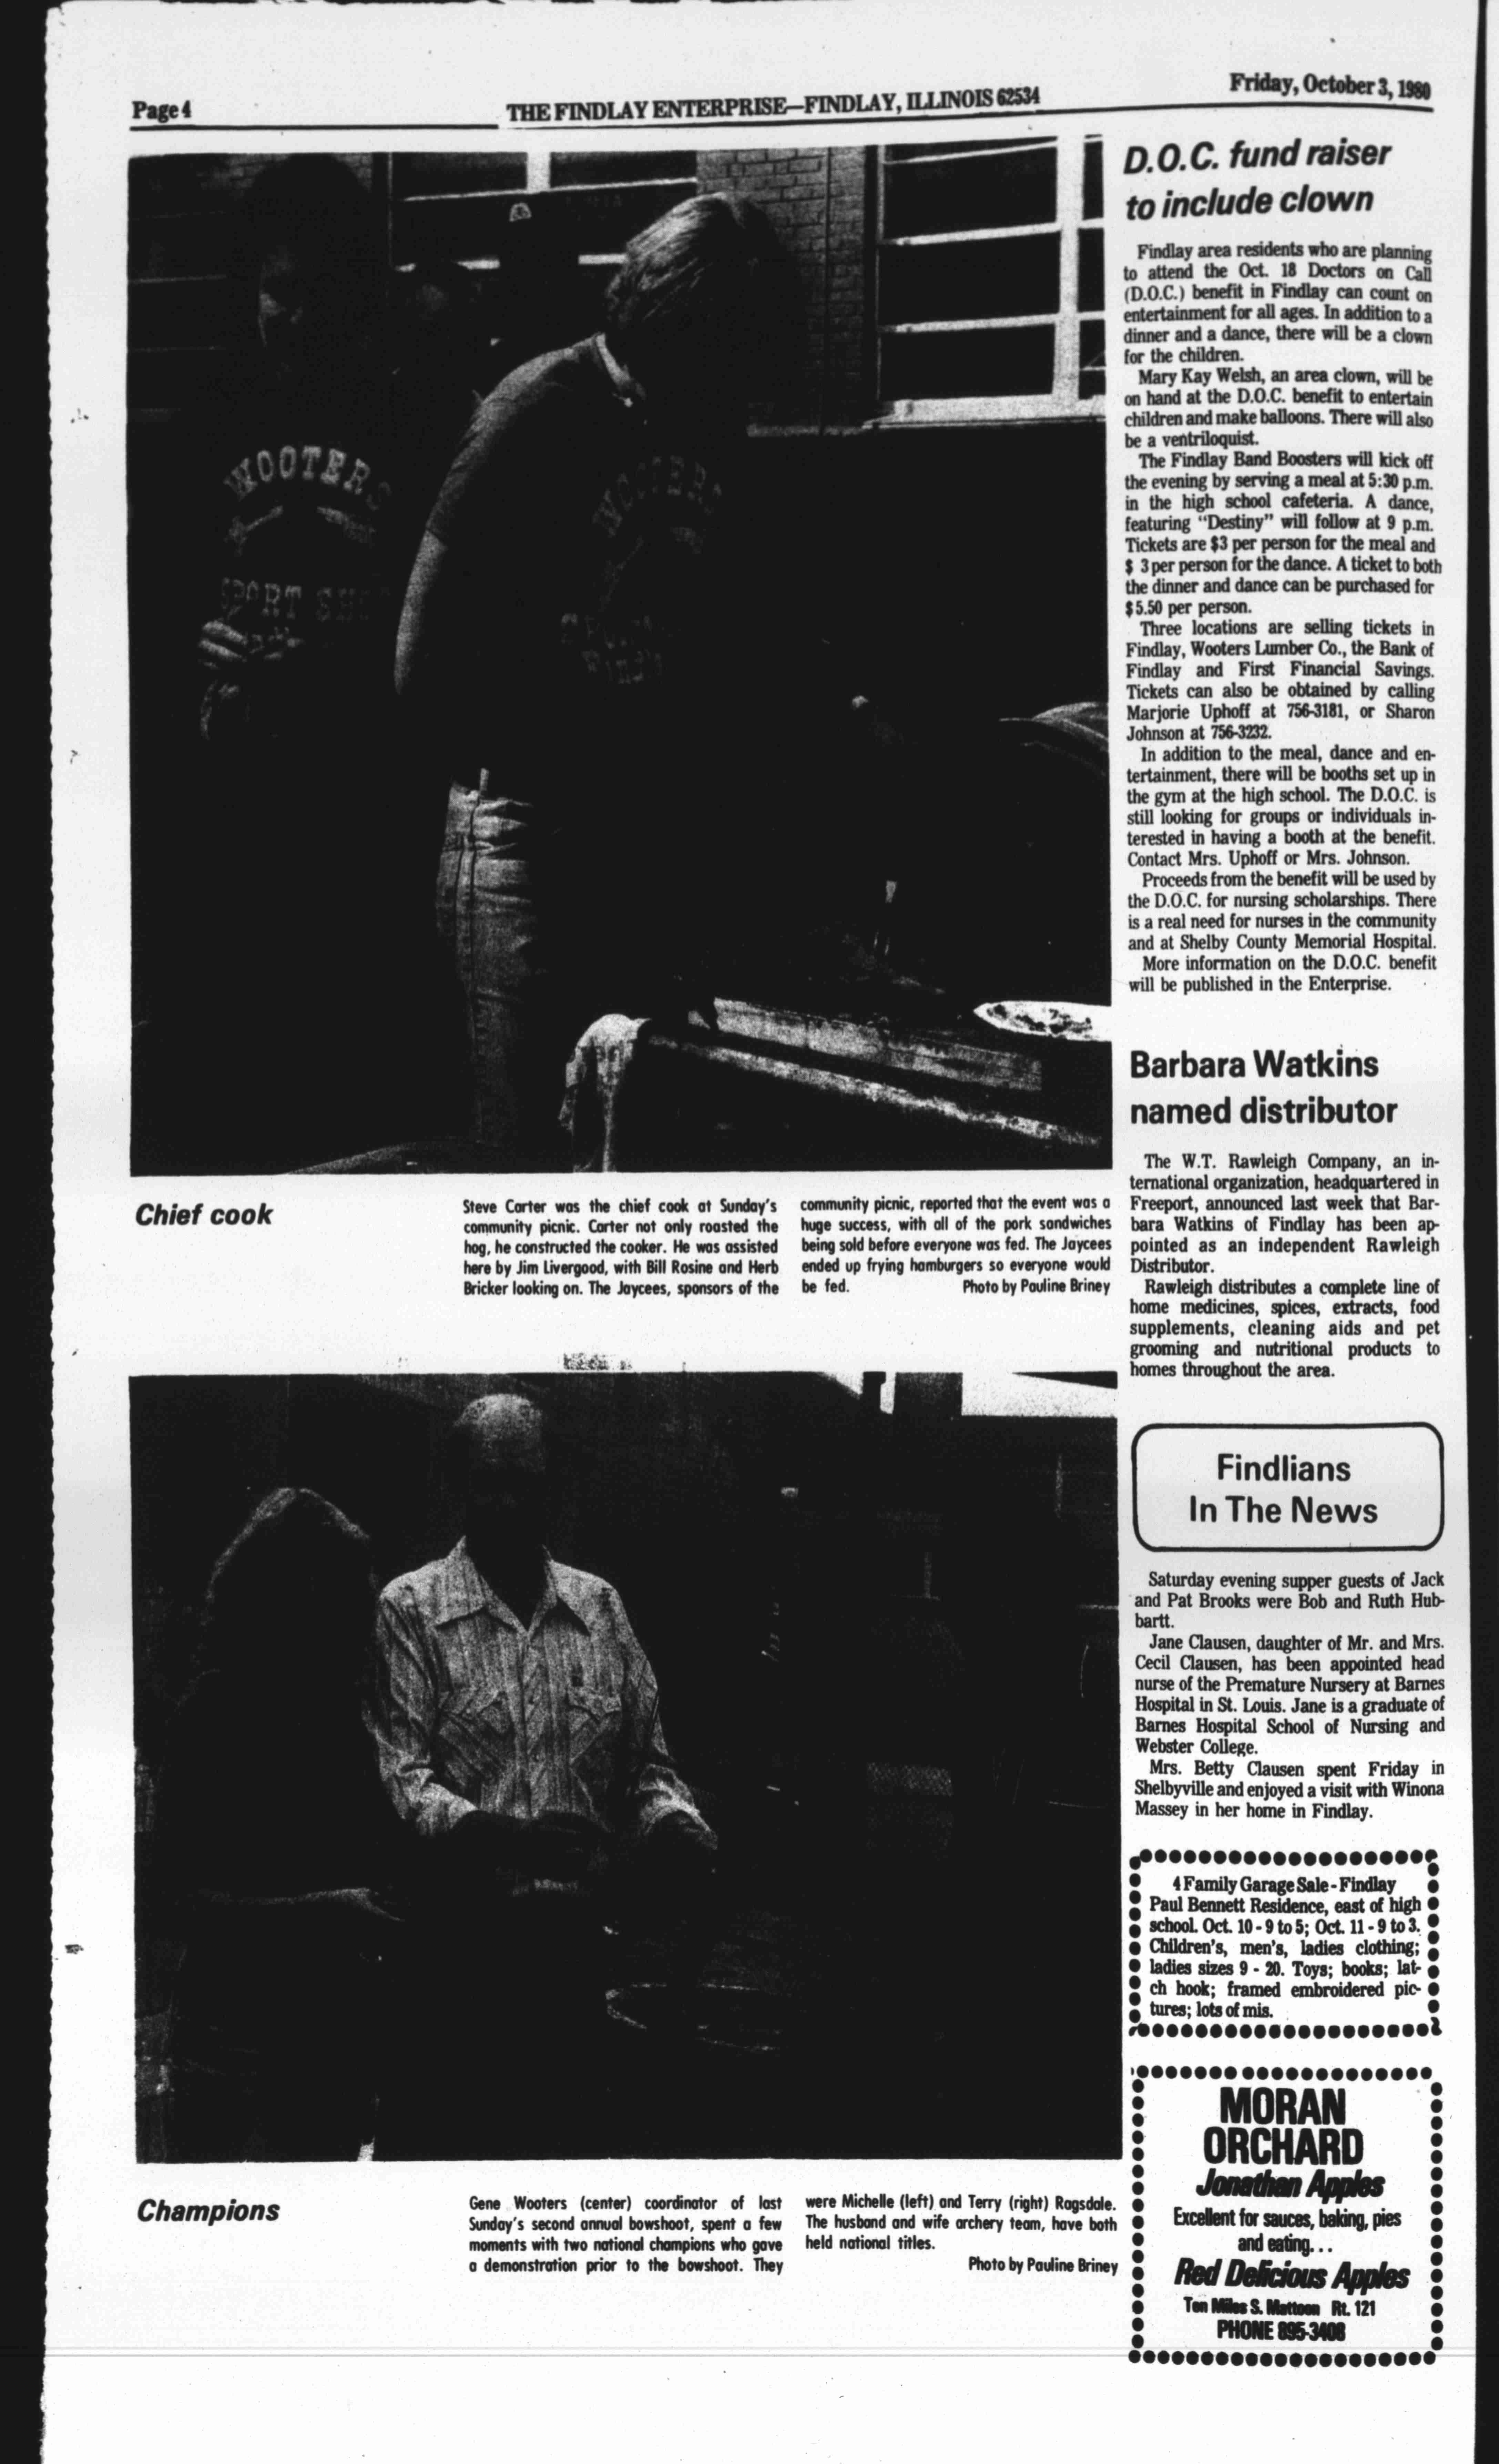 Page 4
THE FINDLAY ENTERPRISE—FINDLAY, ILLINOIS 62534
Friday, October 3, 1980
WOOTERS
SPORT
WOOTERS
Chief cook
Steve Carter was the chief cook at Sunday's
community picnic. Carter not only roasted the
hog, he constructed the cooker. He was assisted
here by Jim Livergood, with Bill Rosine and Herb
Bricker looking on. The Jaycees, sponsors of the
community picnic, reported that the event was a
huge success, with all of the pork sandwiches
being sold before everyone was fed. The Jaycees
ended up frying hamburgers so everyone would
be fed. Photo by Pauline Briney
Champions
Gene Wooters (center) coordinator of last
Sunday's second annual bowshoot, spent a few
moments with two national champions who gave
a demonstration prior to the bowshoot. They
were Michelle (left) and Terry (right) Ragsdale.
The husband and wife archery team, have both
held national titles.
Photo by Pauline Briney
D.O.C. fund raiser
to include clown
Findlay area residents who are planning
to attend the Oct. 18 Doctors on Call
(D.O.C.) benefit in Findlay can count on
entertainment for all ages. In addition to a
dinner and a dance, there will be a clown
for the children.
Mary Kay Welsh, an area clown, will be
on hand at the D.O.C. benefit to entertain
children and make balloons. There will also
be a ventriloquist.
The Findlay Band Boosters will kick off
the evening by serving a meal at 5:30 p.m.
in the high school cafeteria. A dance,
featuring "Destiny" will follow at 9 p.m.
Tickets are $3 per person for the meal and
$ 3 per person for the dance. A ticket to both
the dinner and dance can be purchased for
$5.50 per person.
Three locations are selling tickets in
Findlay, Wooters Lumber Co., the Bank of
Findlay and First Financial Savings.
Tickets can also be obtained by calling
Marjorie Uphoff at 756-3181, or Sharon
Johnson at 756-3232.
In addition to the meal, dance and en-
tertainment, there will be booths set up in
the gym at the high school. The D.O.C. is
still looking for groups or individuals in-
terested in having a booth at the benefit.
Contact Mrs. Uphoff or Mrs. Johnson.
Proceeds from the benefit will be used by
the D.O.C. for nursing scholarships. There
is a real need for nurses in the community
and at Shelby County Memorial Hospital.
More information on the D.O.C. benefit
will be published in the Enterprise.
Barbara Watkins
named distributor
The W.T. Rawleigh Company, an in-
ternational organization, headquartered in
Freeport, announced last week that Bar-
bara Watkins of Findlay has been ap-
pointed as an independent Rawleigh
Distributor.
Rawleigh distributes a complete line of
home medicines, spices, extracts, food
supplements, cleaning aids and pet
grooming and nutritional products to
homes throughout the area.
Findlians
In The News
Saturday evening supper guests of Jack
and Pat Brooks were Bob and Ruth Hub-
bartt.
Jane Clausen, daughter of Mr. and Mrs.
Cecil Clausen, has been appointed head
nurse of the Premature Nursery at Barnes
Hospital in St. Louis. Jane is a graduate of
Barnes Hospital School of Nursing and
Webster College.
Mrs. Betty Clausen spent Friday in
Shelbyville and enjoyed a visit with Winona
Massey in her home in Findlay.
4 Family Garage Sale - Findlay
Paul Bennett Residence, east of high
school. Oct. 10 - 9 to 5; Oct. 11 - 9 to 3.
Children's, men's, ladies clothing;
ladies sizes 9 - 20. Toys; books; lat-
ch hook; framed embroidered pic-
tures; lots of mis.
MORAN
ORCHARD
Jonathan Apples
Excellent for sauces, baking, pies
and eating...
Red Delicious Apples
Ten Miles S. Mattoon Rt. 121
PHONE 895-3408